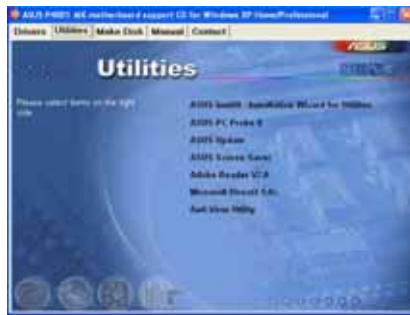 ASUS motherboard support CD for Windows XP Home/Professional
Drivers Utilities Make Disk Manual Contact
ASUS
Utilities
Please select items on the right side
ASUS InstAll - Installation Wizard for Utilities
ASUS PC Probe II
ASUS Update
ASUS Screen Saver
Adobe Reader V7.0
Microsoft DirectX 9.0c
Anti-Virus Utility